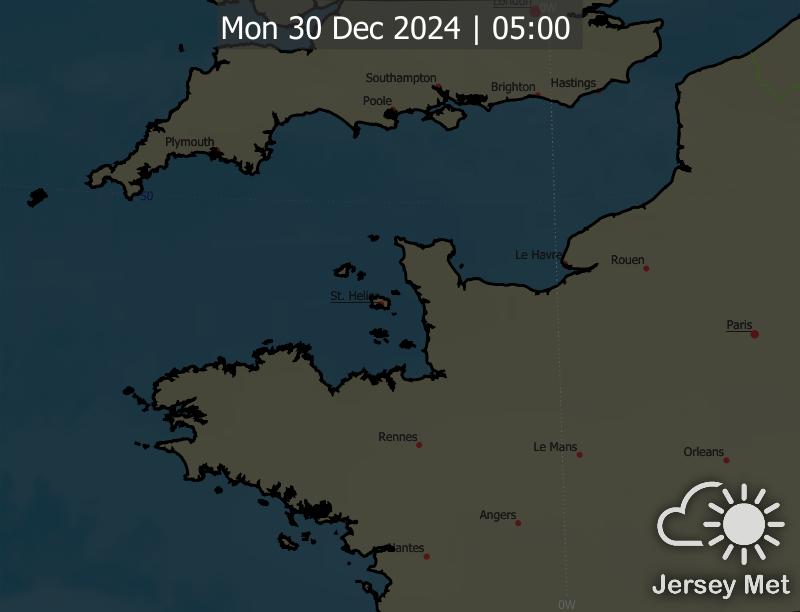 London
0W
Mon 30 Dec 2024 | 05:00
Southampton
Brighton
Hastings
Poole
Plymouth
50
Le Havre
Rouen
St. Helier
Paris
Rennes
Le Mans
Orleans
Angers
Nantes
Jersey Met
0W